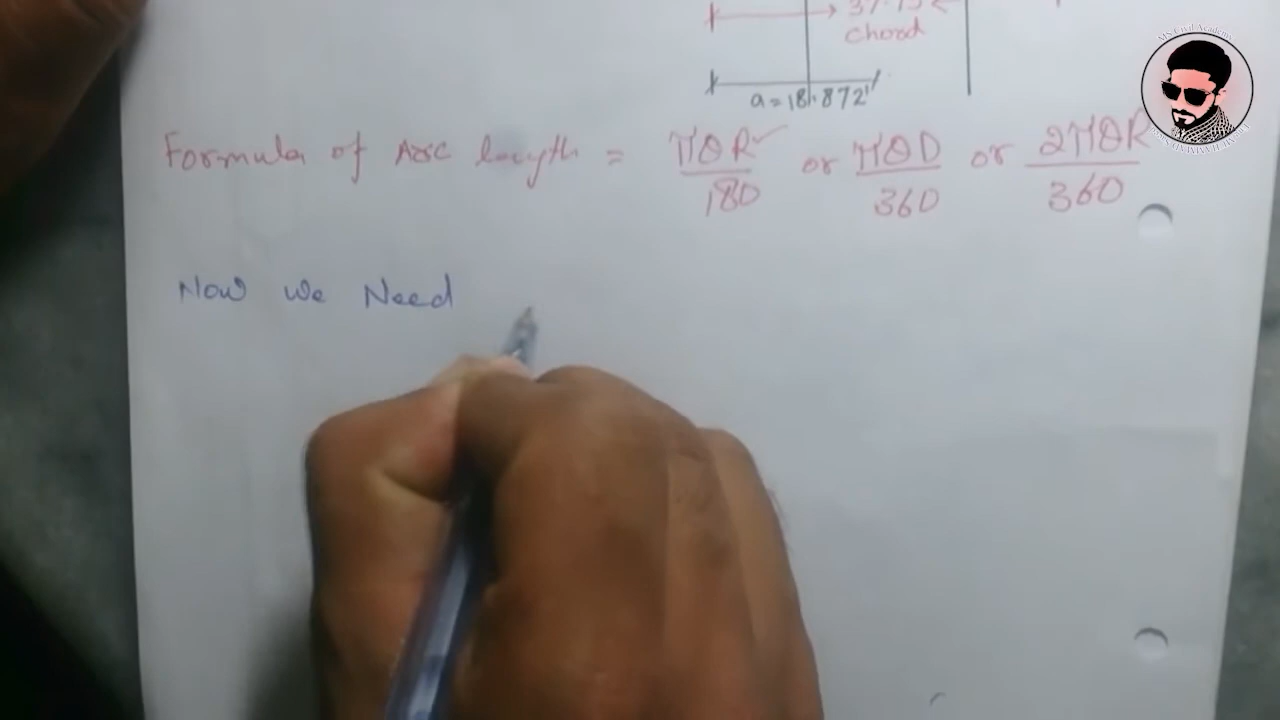 chord
a = 18.872'
Formula of Arc length = πθR/180 or πθD/360 or 2πθR/360
Now we Need